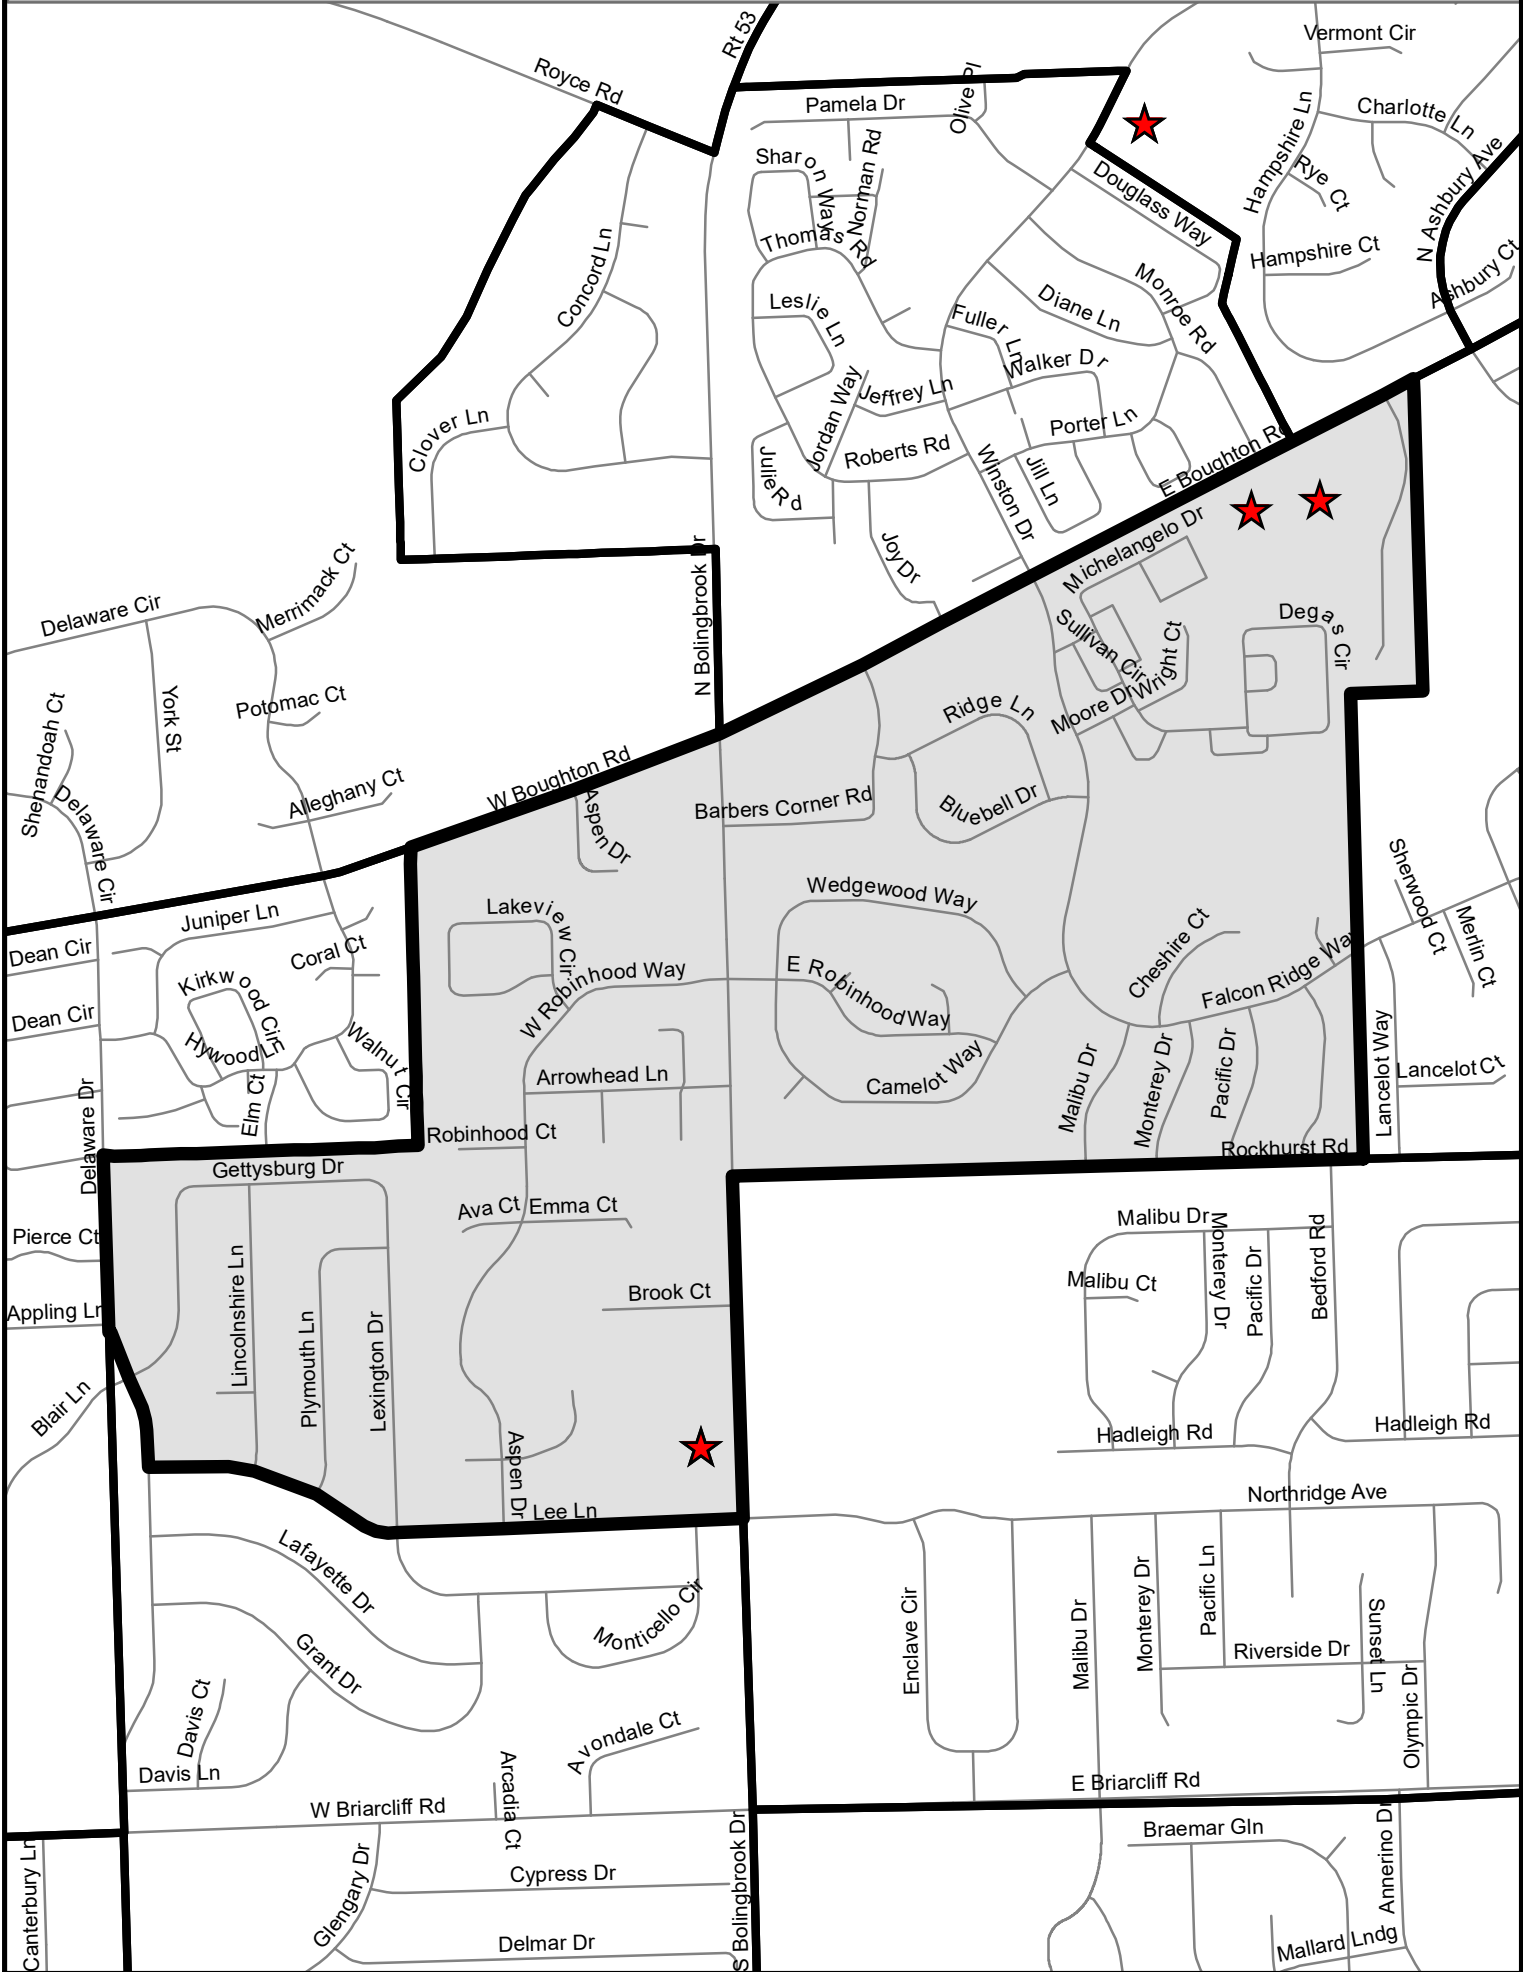 Rt 53
Vermont Cir
Royce Rd
Pamela Dr
Olive Pl
Charlotte Ln
Hampshire Ln
Rye Ct
N Ashbury Ave
Sharon Way
Norman Rd
Douglass Way
Thomas Rd
Hampshire Ct
Ashbury Ct
Concord Ln
Leslie Ln
Fuller Ln
Diane Ln
Monroe Rd
Walker Dr
Jeffrey Ln
Jordan Way
Clover Ln
Porter Ln
Roberts Rd
Julie Rd
Winston Dr
Jill Ln
E Boughton Rd
Michelangelo Dr
Joy Dr
Merrimack Ct
Delaware Cir
N Bolingbrook Dr
Sullivan Cir
Wright Ct
Degas Cir
York St
Potomac Ct
Shenandoah Ct
Ridge Ln
Moore Dr
W Boughton Rd
Alleghany Ct
Delaware Cir
Aspen Dr
Barbers Corner Rd
Bluebell Dr
Sherwood Ct
Merlin Ct
Juniper Ln
Lakeview Cir
Wedgewood Way
Cheshire Ct
Dean Cir
Coral Ct
Kirkwood Cir
W Robinhood Way
E Robinhood Way
Falcon Ridge Way
Dean Cir
Hywood Ln
Walnut Cir
Elm Ct
Arrowhead Ln
Camelot Way
Malibu Dr
Monterey Dr
Pacific Dr
Lancelot Way
Lancelot Ct
Delaware Dr
Robinhood Ct
Rockhurst Rd
Gettysburg Dr
Ava Ct
Emma Ct
Malibu Dr
Monterey Dr
Pacific Dr
Bedford Rd
Pierce Ct
Malibu Ct
Brook Ct
Appling Ln
Lincolnshire Ln
Plymouth Ln
Lexington Dr
Blair Ln
Hadleigh Rd
Hadleigh Rd
Aspen Dr
Lee Ln
Northridge Ave
Lafayette Dr
Monticello Cir
Enclave Cir
Malibu Dr
Monterey Dr
Pacific Ln
Riverside Dr
Sunset Ln
Olympic Dr
Grant Dr
Davis Ct
Davis Ln
Avondale Ct
Arcadia Ct
W Briarcliff Rd
E Briarcliff Rd
Braemar Gln
Annerino Dr
Canterbury Ln
Glengary Dr
Cypress Dr
Delmar Dr
S Bolingbrook Dr
Mallard Lndg